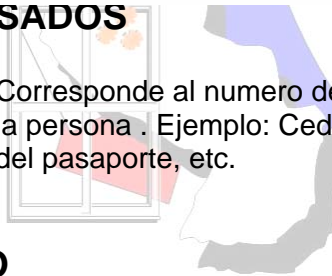 SADOS
Corresponde al numero de
a persona . Ejemplo: Ced
del pasaporte, etc.
O